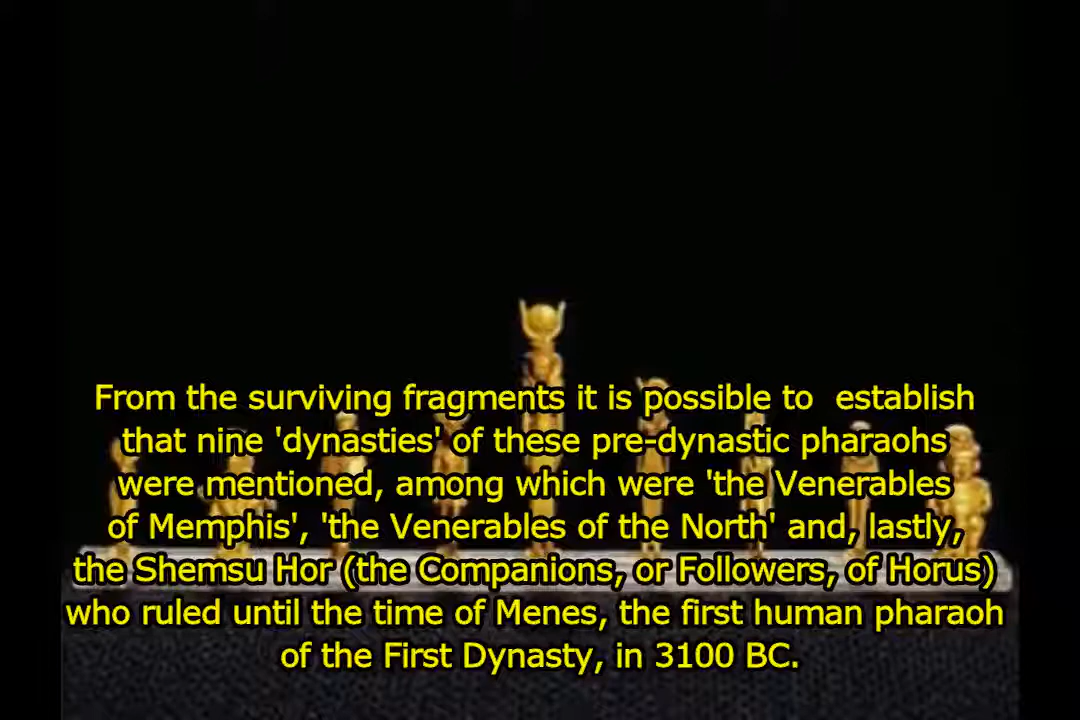 From the surviving fragments it is possible to  establish
that nine 'dynasties' of these pre-dynastic pharaohs
were mentioned, among which were 'the Venerables
of Memphis', 'the Venerables of the North' and, lastly,
the Shemsu Hor (the Companions, or Followers, of Horus)
who ruled until the time of Menes, the first human pharaoh
of the First Dynasty, in 3100 BC.